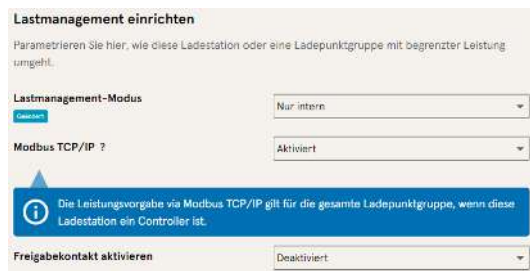 Lastmanagement einrichten
Parametrieren Sie hier, wie diese Ladestation oder eine Ladepunktgruppe mit begrenzter Leistung
umgeht.
Lastmanagement-Modus
Nur intern
Modbus TCP/IP ?
Aktiviert
Die Leistungsvorgabe via Modbus TCP/IP gilt für die gesamte Ladepunktgruppe, wenn diese
Ladestation ein Controller ist.
Freigabekontakt aktivieren
Deaktiviert